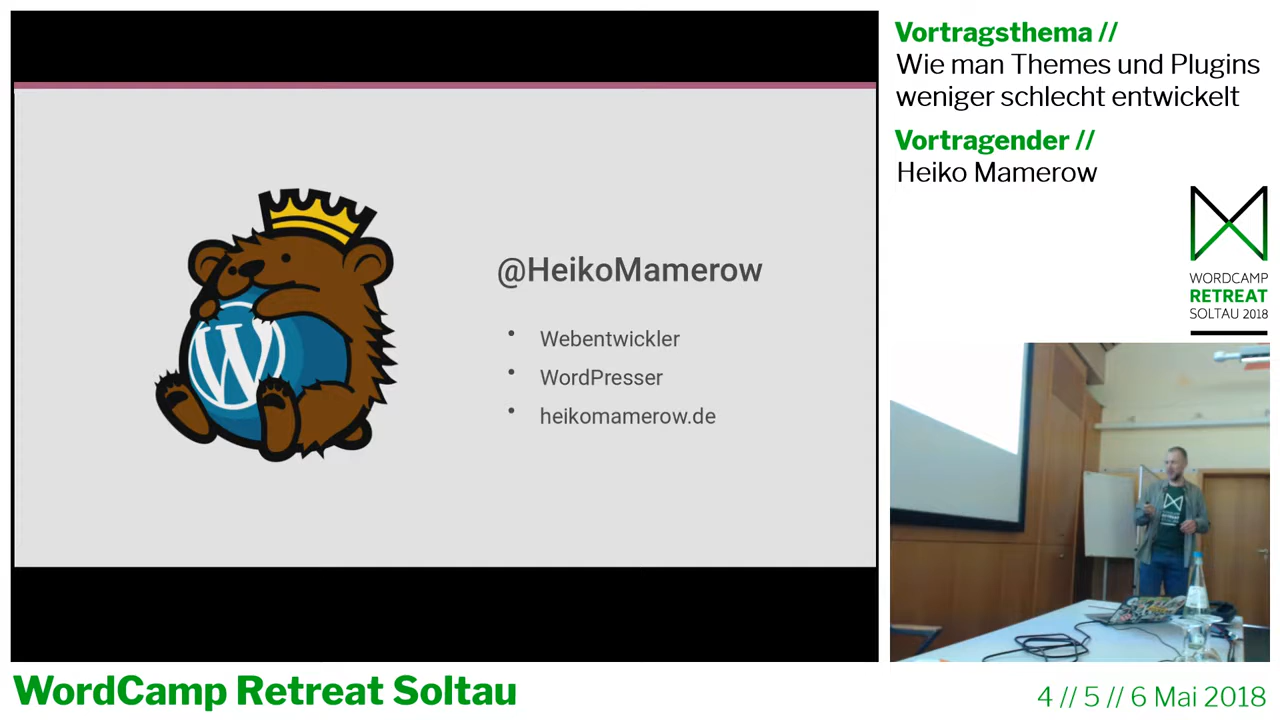 Vortragsthema //
Wie man Themes und Plugins
weniger schlecht entwickelt
Vortragender //
Heiko Mamerow
WORDCAMP
RETREAT
SOLTAU 2018
@HeikoMamerow
• Webentwickler
• WordPresser
• heikomamerow.de
WordCamp Retreat Soltau
4 // 5 // 6 Mai 2018